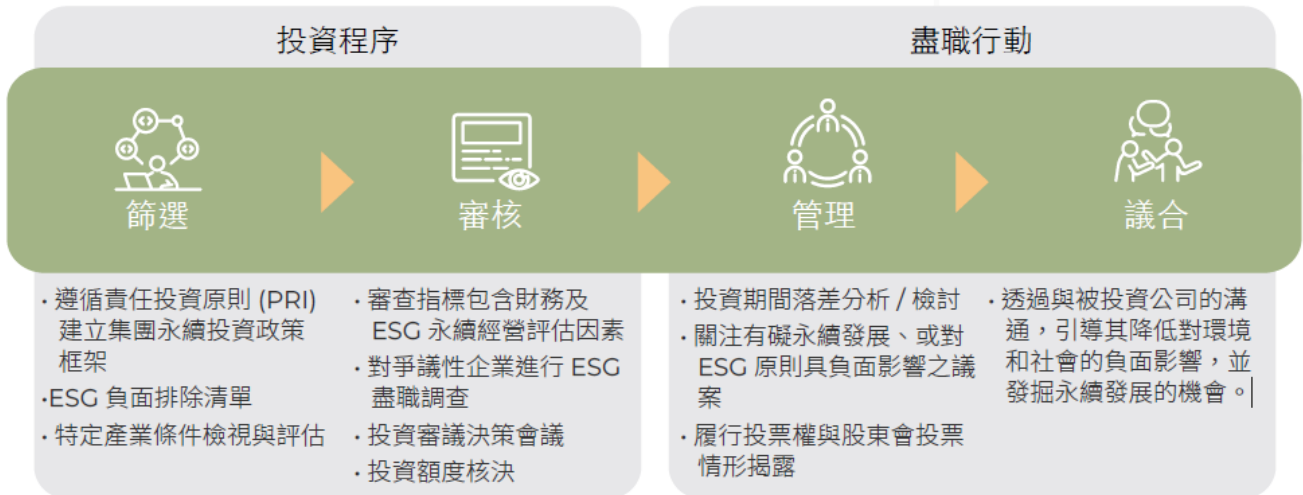 投資程序
盡職行動
篩選
審核
管理
議合
· 遵循責任投資原則 (PRI)
建立集團永續投資政策
框架
·ESG 負面排除清單
· 特定產業條件檢視與評估
· 審查指標包含財務及
ESG 永續經營評估因素
· 對爭議性企業進行 ESG
盡職調查
· 投資審議決策會議
· 投資額度核決
· 投資期間落差分析 / 檢討
· 關注有礙永續發展、或對
ESG 原則具負面影響之議
案
· 履行投票權與股東會投票
情形揭露
· 透過與被投資公司的溝
通，引導其降低對環境
和社會的負面影響，並
發掘永續發展的機會。